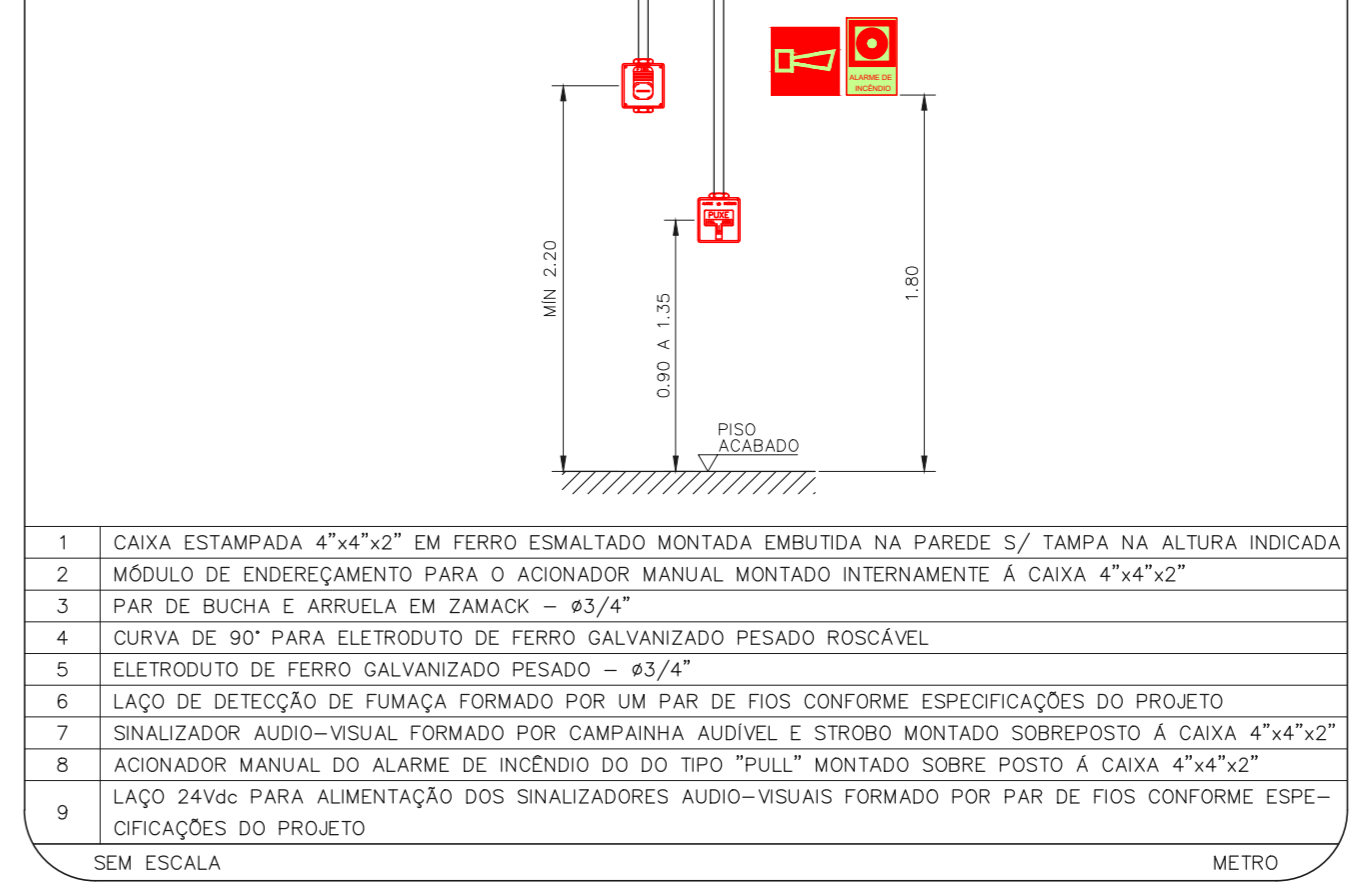 ALARME DE
INCÊNDIO
PUXE
MÍN 2.20
0.90 A 1.35
1.80
PISO
ACABADO
1 CAIXA ESTAMPADA 4"x4"x2" EM FERRO ESMALTADO MONTADA EMBUTIDA NA PAREDE S/ TAMPA NA ALTURA INDICADA
2 MÓDULO DE ENDEREÇAMENTO PARA O ACIONADOR MANUAL MONTADO INTERNAMENTE Á CAIXA 4"x4"x2"
3 PAR DE BUCHA E ARRUELA EM ZAMACK – ø3/4"
4 CURVA DE 90° PARA ELETRODUTO DE FERRO GALVANIZADO PESADO ROSCÁVEL
5 ELETRODUTO DE FERRO GALVANIZADO PESADO – ø3/4"
6 LAÇO DE DETECÇÃO DE FUMAÇA FORMADO POR UM PAR DE FIOS CONFORME ESPECIFICAÇÕES DO PROJETO
7 SINALIZADOR AUDIO–VISUAL FORMADO POR CAMPAINHA AUDÍVEL E STROBO MONTADO SOBREPOSTO Á CAIXA 4"x4"x2"
8 ACIONADOR MANUAL DO ALARME DE INCÊNDIO DO DO TIPO "PULL" MONTADO SOBRE POSTO Á CAIXA 4"x4"x2"
9 LAÇO 24Vdc PARA ALIMENTAÇÃO DOS SINALIZADORES AUDIO–VISUAIS FORMADO POR PAR DE FIOS CONFORME ESPE–
CIFICAÇÕES DO PROJETO
SEM ESCALA
METRO